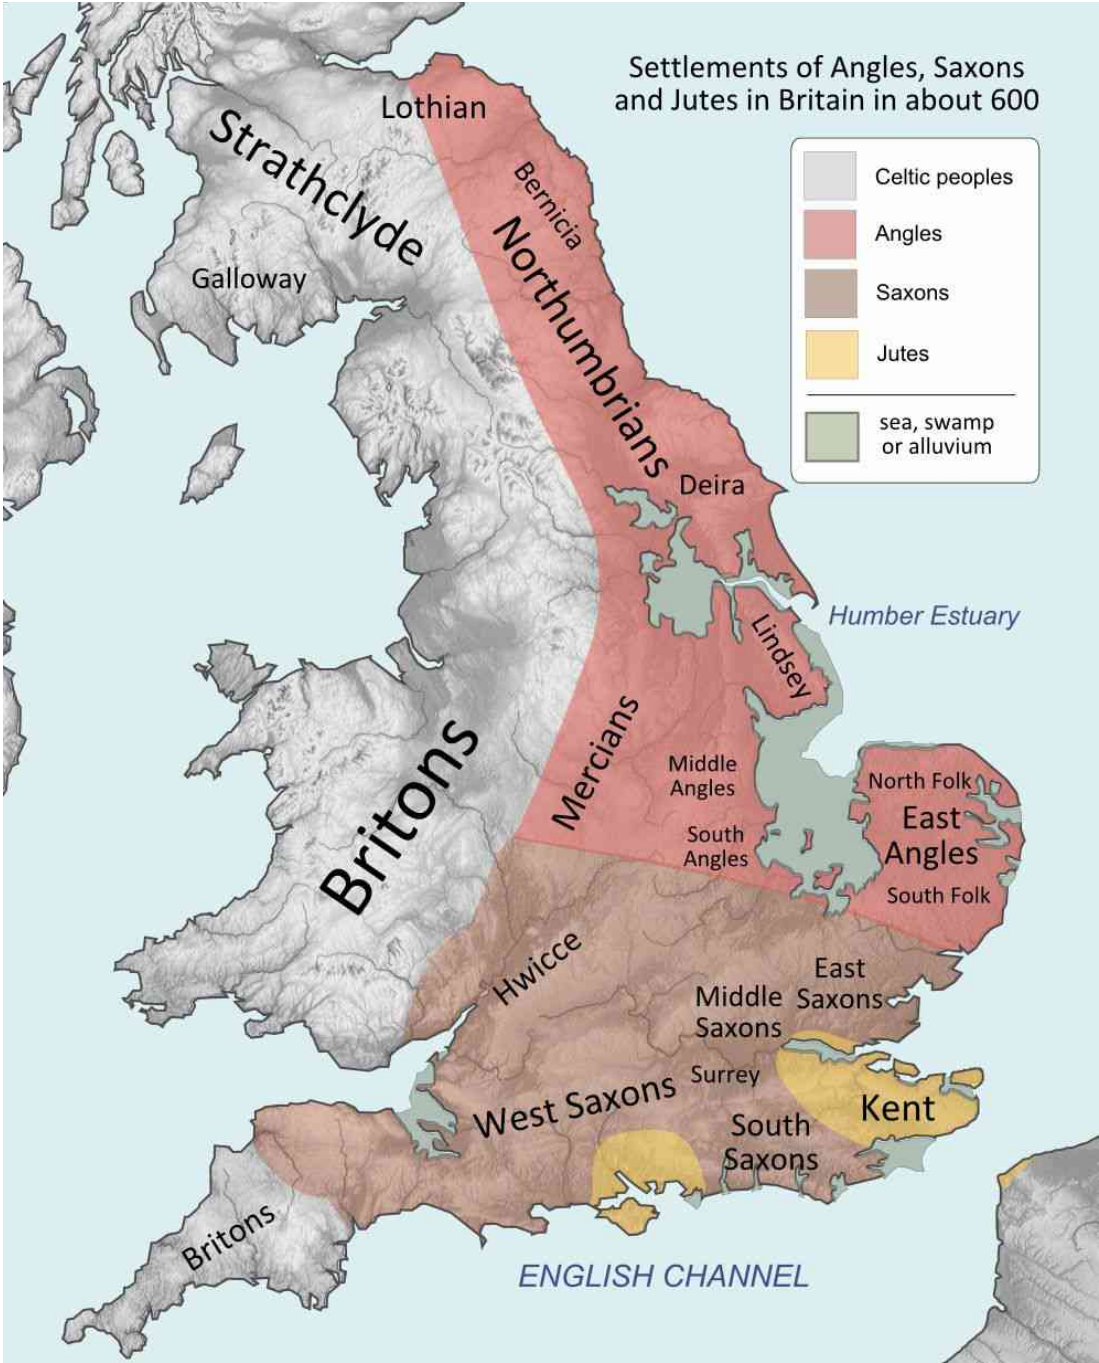 Settlements of Angles, Saxons
and Jutes in Britain in about 600
Celtic peoples
Angles
Saxons
Jutes
sea, swamp
or alluvium
Lothian
Strathclyde
Bernicia
Galloway
Northumbrians
Deira
Humber Estuary
Lindsey
Mercians
Britons
Middle
Angles
North Folk
East
Angles
South
Angles
South Folk
Hwicce
East
Saxons
Middle
Saxons
Surrey
West Saxons
Kent
South
Saxons
Britons
ENGLISH CHANNEL